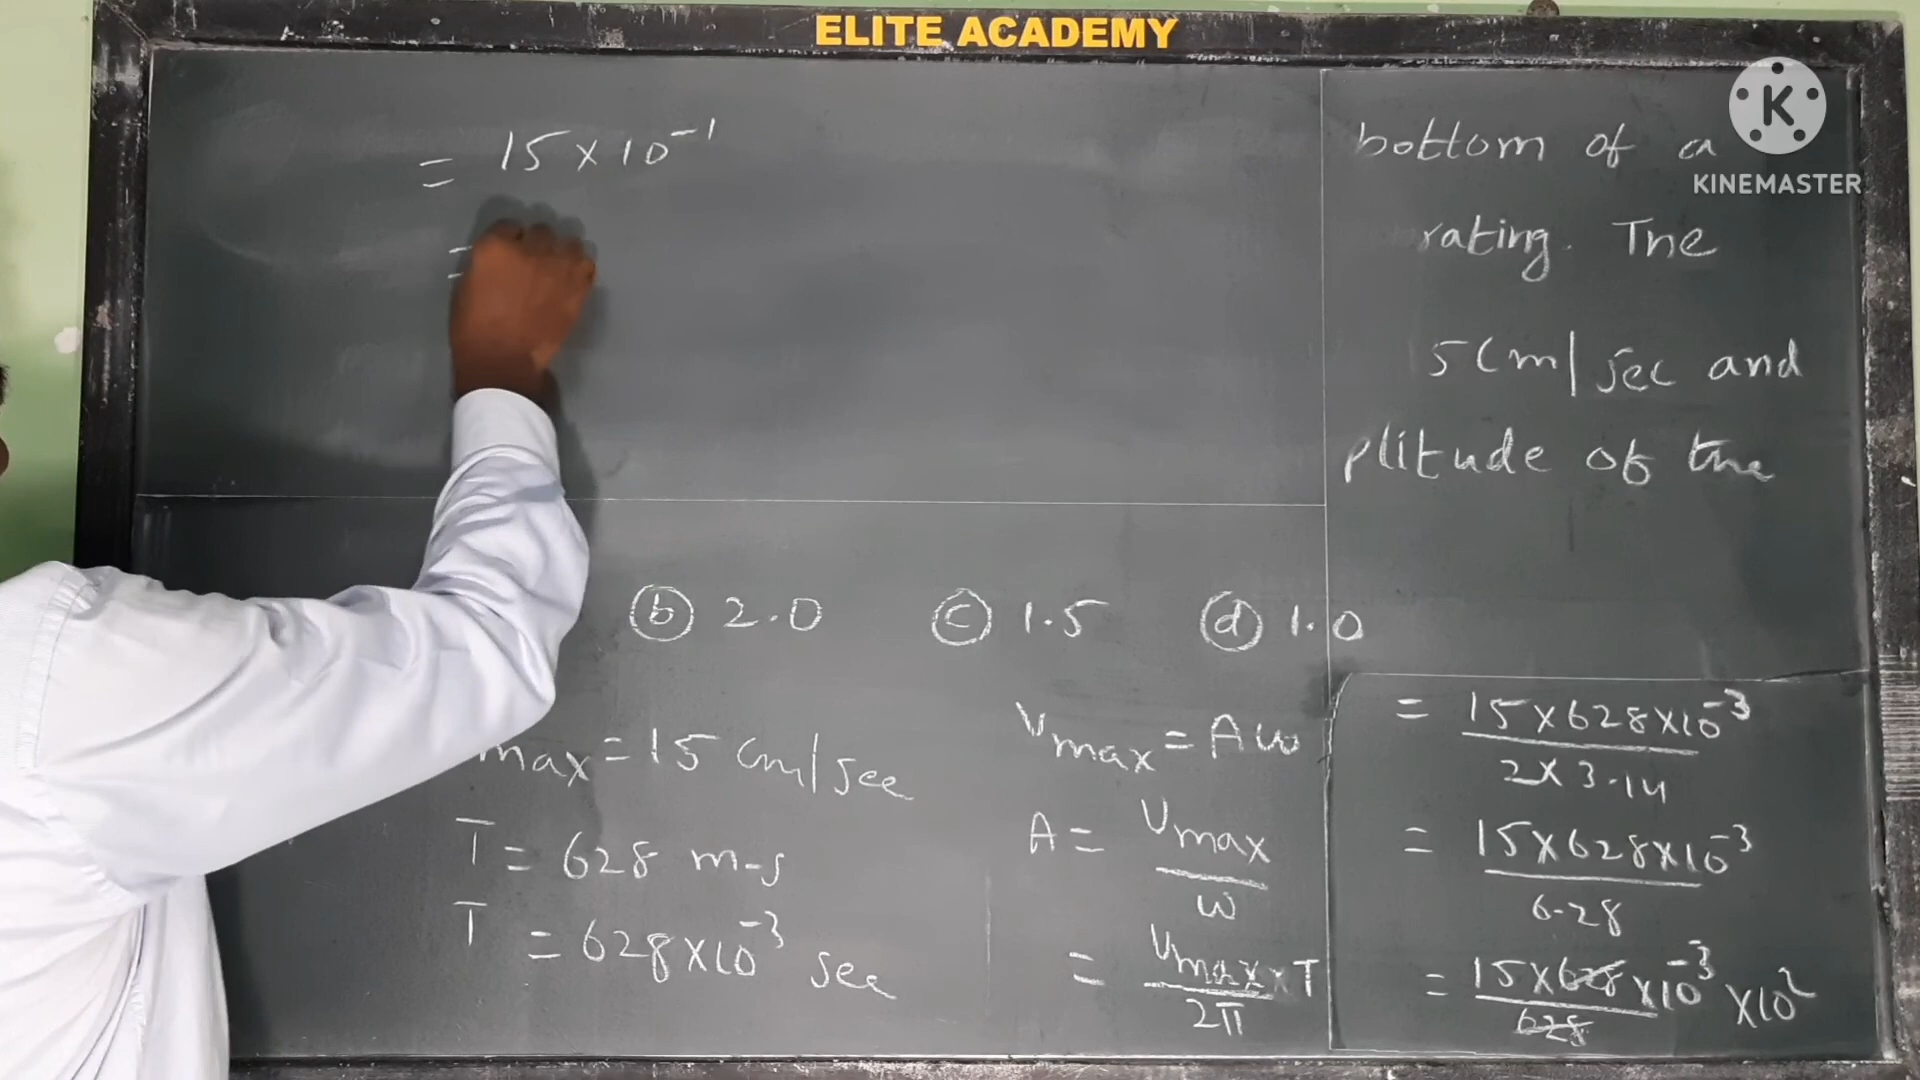 ELITE ACADEMY
KINEMASTER
= 15 × 10⁻¹
=
bottom of a
rating. The
5 Cm/sec and
plitude of the
ⓑ 2.0 ⓒ 1.5 ⓓ 1.0
max = 15 Cm/sec
T = 628 m-s
T = 628×10⁻³ sec
Vmax = Aω
A = Vmax / ω
= Vmax × T / 2π
= 15×628×10⁻³ / 2×3.14
= 15×628×10⁻³ / 6.28
= 15×628×10⁻³ / 628 ×10²